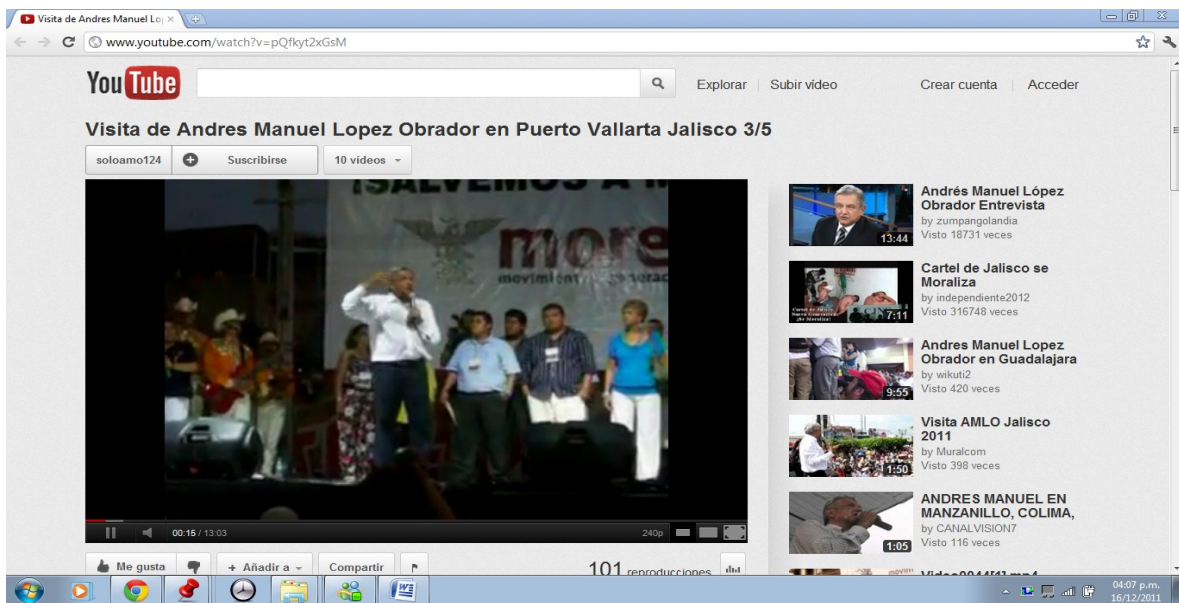 Visita de Andres Manuel Lo
www.youtube.com/watch?v=pQfkyt2xGsM
YouTube
Explorar | Subir vídeo
Crear cuenta | Acceder
Visita de Andres Manuel Lopez Obrador en Puerto Vallarta Jalisco 3/5
soloamo124
Suscribirse
10 vídeos
¡SALVEMOS A M
more
movimient
00:15 / 13:03
240p
Me gusta
+ Añadir a
Compartir
101 reproducciones
Andrés Manuel López
Obrador Entrevista
by zumpangolandia
Visto 18731 veces
13:44
Cartel de Jalisco se
Moraliza
by independiente2012
Visto 316748 veces
7:11
Andres Manuel Lopez
Obrador en Guadalajara
by wikuti2
Visto 420 veces
9:55
Visita AMLO Jalisco
2011
by Muralcom
Visto 398 veces
1:50
ANDRES MANUEL EN
MANZANILLO, COLIMA,
by CANALVISION7
Visto 116 veces
1:05
Video0044[1].mp4
04:07 p.m.
16/12/2011